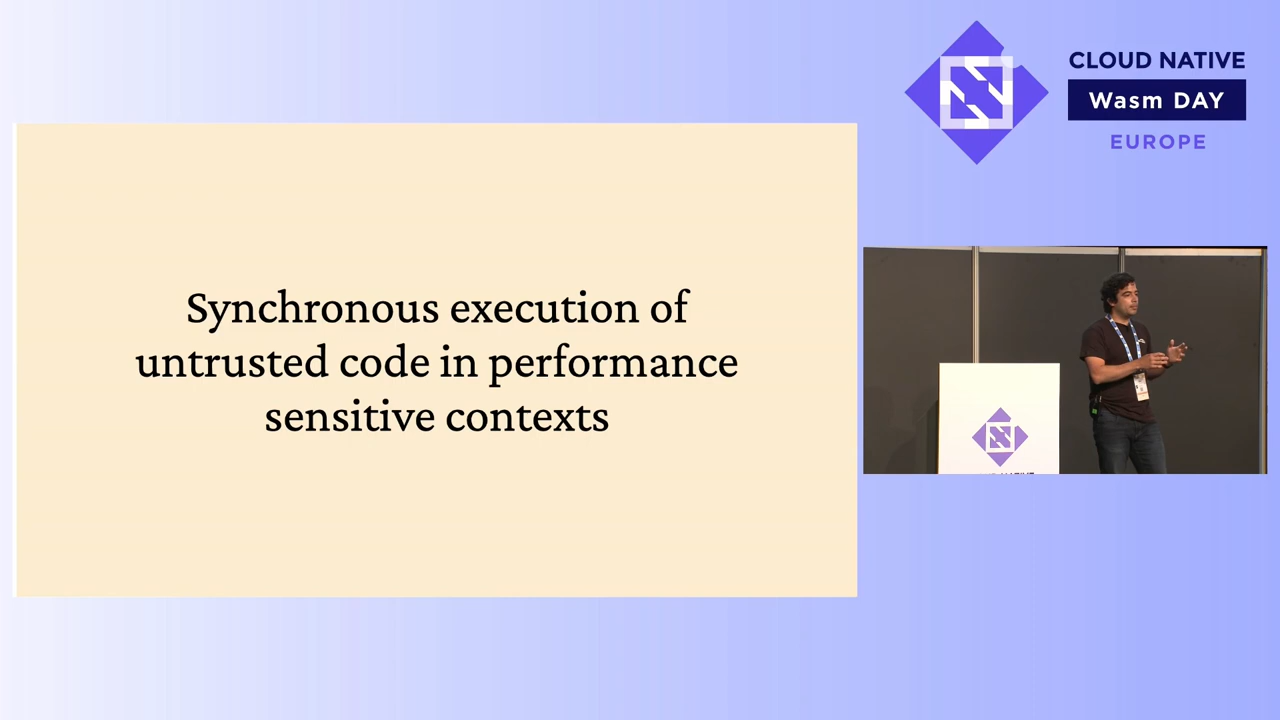 CLOUD NATIVE
Wasm DAY
EUROPE
Synchronous execution of
untrusted code in performance
sensitive contexts